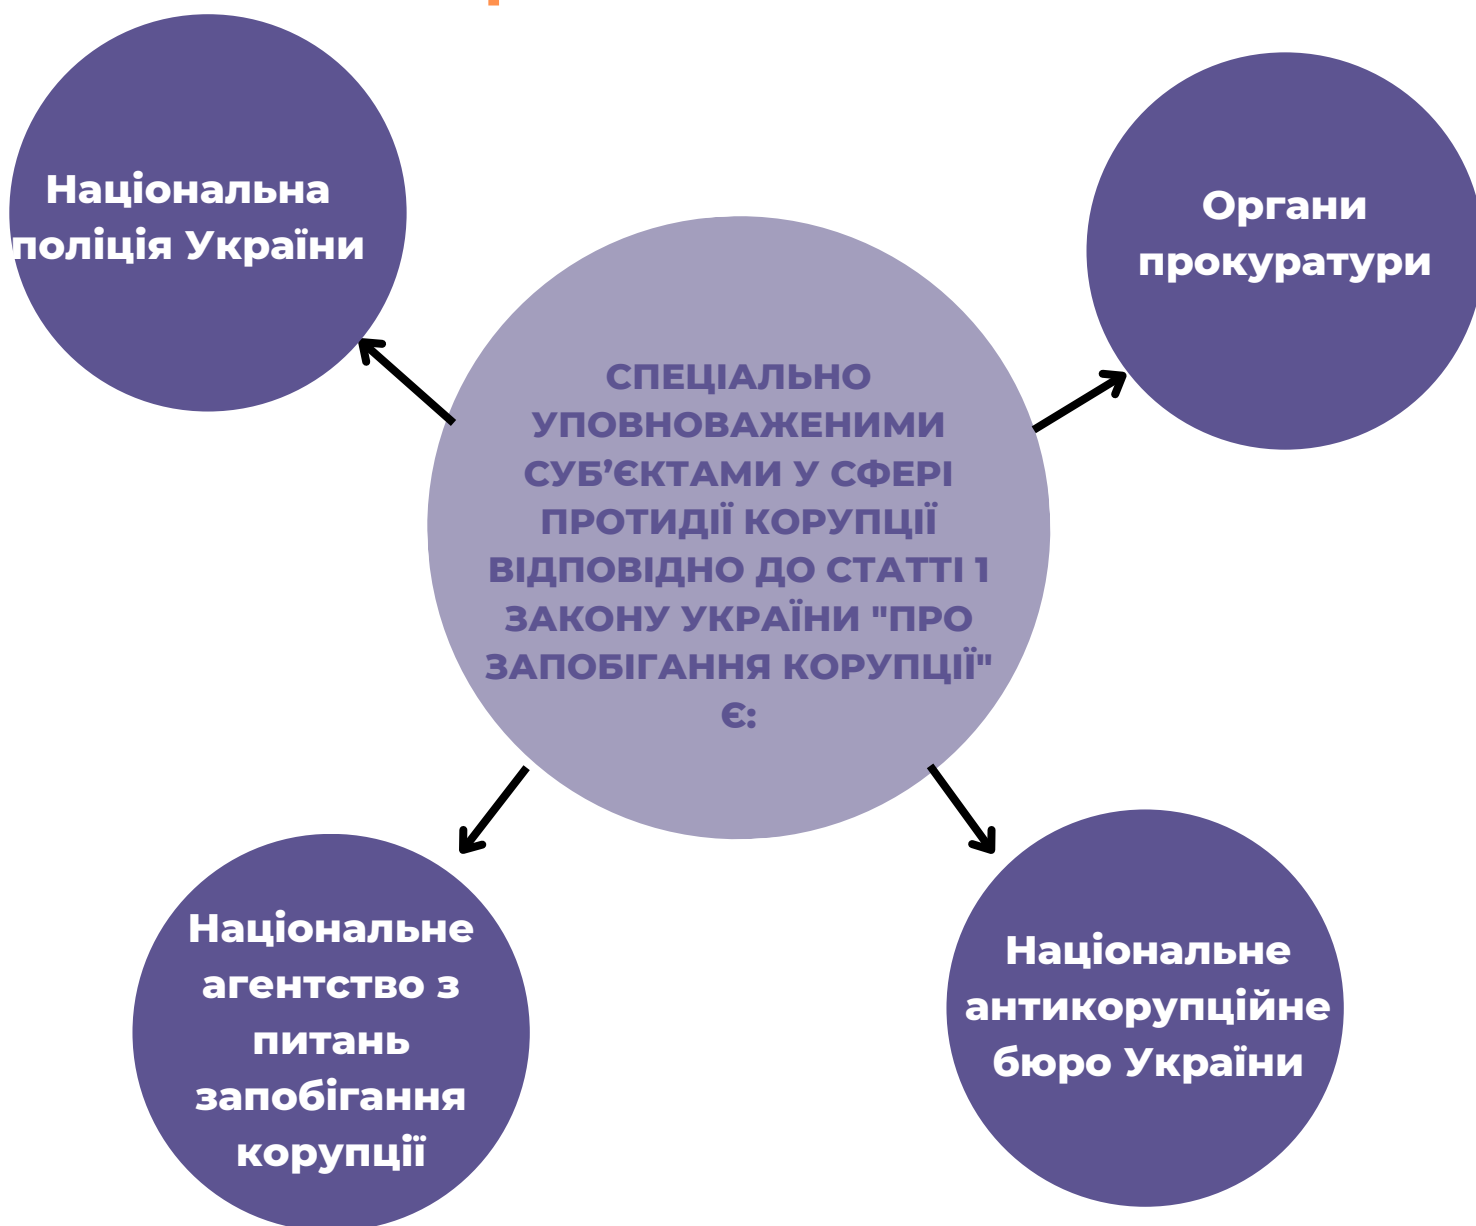 Національна
поліція України
Органи
прокуратури
СПЕЦІАЛЬНО
УПОВНОВАЖЕНИМИ
СУБ’ЄКТАМИ У СФЕРІ
ПРОТИДІЇ КОРУПЦІЇ
ВІДПОВІДНО ДО СТАТТІ 1
ЗАКОНУ УКРАЇНИ "ПРО
ЗАПОБІГАННЯ КОРУПЦІЇ"
Є:
Національне
агентство з
питань
запобігання
корупції
Національне
антикорупційне
бюро України